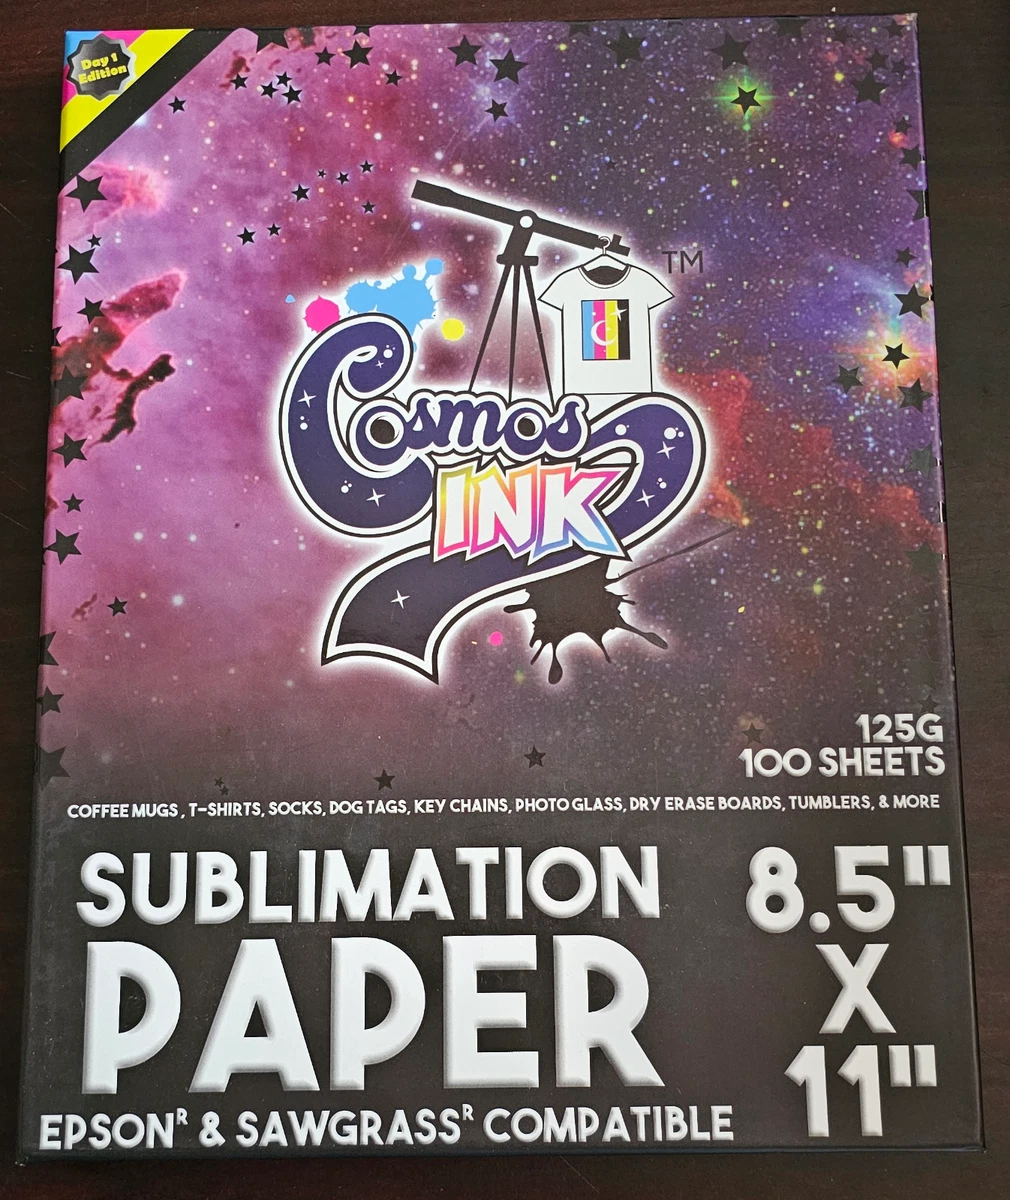 Day 1
Edition
TM
Cosmos
INK
125G
100 SHEETS
COFFEE MUGS, T-SHIRTS, SOCKS, DOG TAGS, KEY CHAINS, PHOTO GLASS, DRY ERASE BOARDS, TUMBLERS, & MORE
SUBLIMATION
PAPER
8.5"
X
11"
EPSONᴿ & SAWGRASSᴿ COMPATIBLE